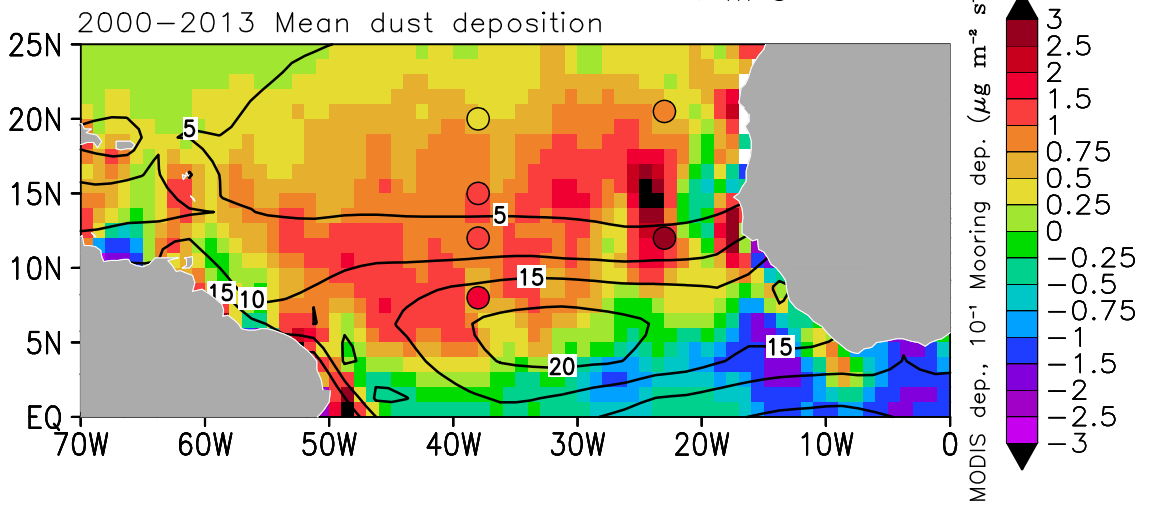 2000−2013 Mean dust deposition
25N
20N
15N
10N
5N
EQ
70W 60W 50W 40W 30W 20W 10W 0
5
5
15
15 10
15
20
3
2.5
2
1.5
1
0.75
0.5
0.25
0
−0.25
−0.5
−0.75
−1
−1.5
−2
−2.5
−3
MODIS dep., 10⁻¹ Mooring dep. (μg m⁻² s⁻